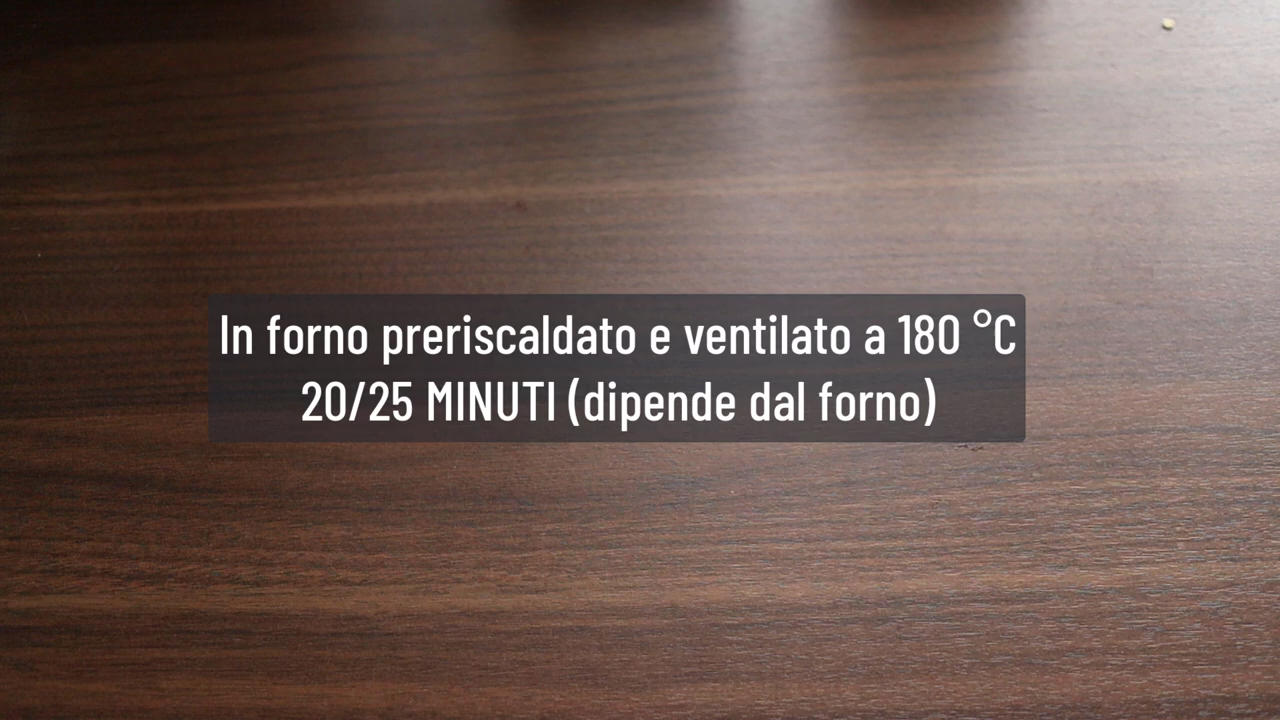 In forno preriscaldato e ventilato a 180 °C
20/25 MINUTI (dipende dal forno)